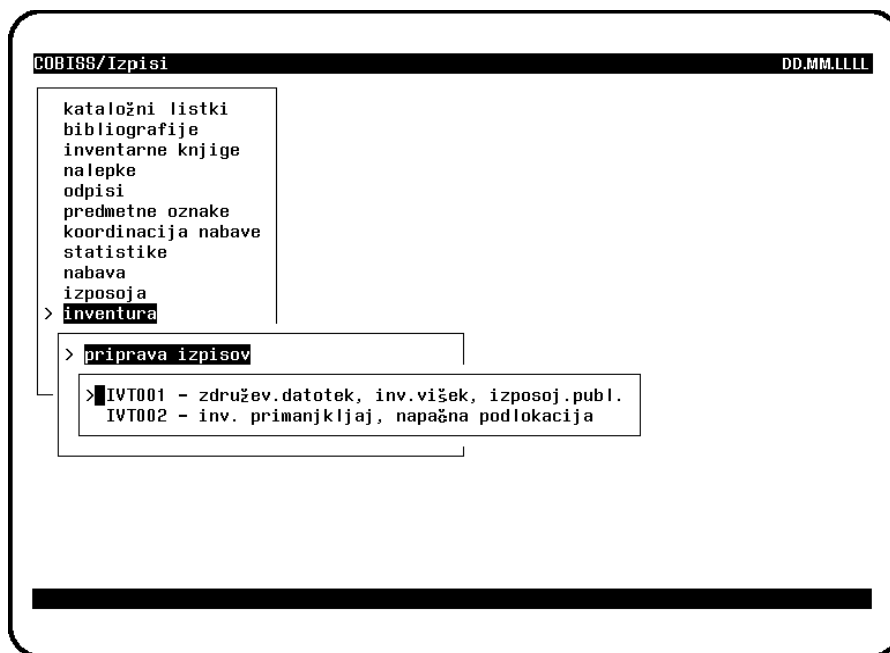 COBISS/Izpisi DD.MM.LLLL
kataložni listki
bibliografije
inventarne knjige
nalepke
odpisi
predmetne oznake
koordinacija nabave
statistike
nabava
izposoja
> inventura
> priprava izpisov
> IVT001 - združev.datotek, inv.višek, izposoj.publ.
IVT002 - inv. primanjkljaj, napačna podlokacija